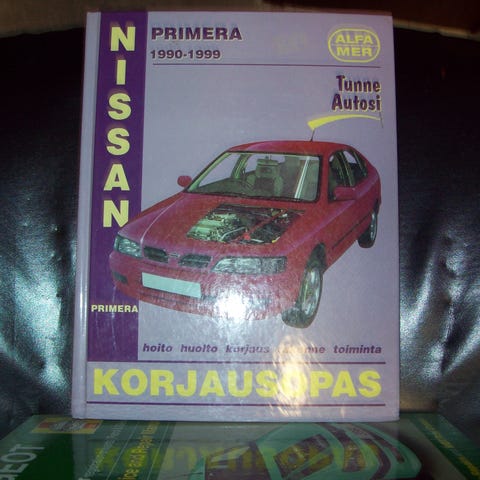 NISSAN
PRIMERA
1990-1999
ALFA
MER
Tunne
Autosi
PRIMERA
hoito huolto korjaus toiminta
KORJAUSOPAS